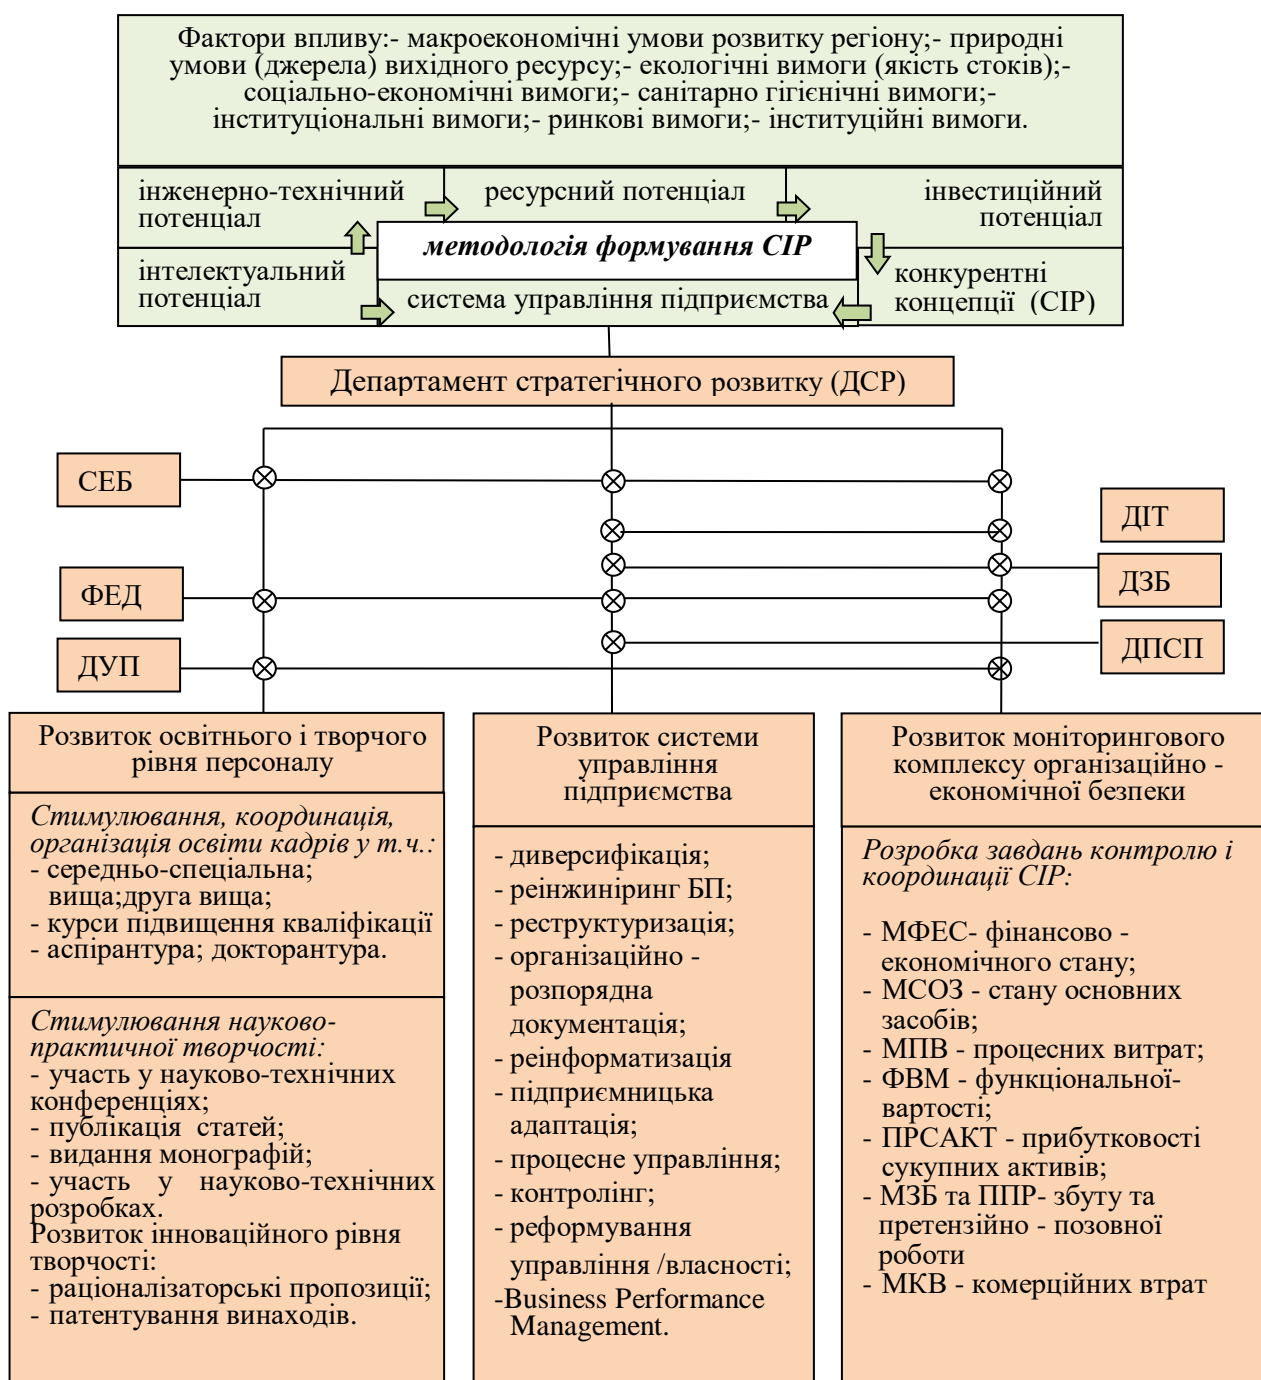 Фактори впливу:- макроекономічні умови розвитку регіону;- природні
умови (джерела) вихідного ресурсу;- екологічні вимоги (якість стоків);-
соціально-економічні вимоги;- санітарно гігієнічні вимоги;-
інституціональні вимоги;- ринкові вимоги;- інституційні вимоги.
інженерно-технічний
потенціал
ресурсний потенціал
інвестиційний
потенціал
методологія формування СІР
інтелектуальний
потенціал
система управління підприємства
конкурентні
концепції (СІР)
Департамент стратегічного розвитку (ДСР)
СЕБ
ДІТ
ДЗБ
ФЕД
ДУП
ДПСП
Розвиток освітнього і творчого
рівня персоналу
Стимулювання, координація,
організація освіти кадрів у т.ч.:
- середньо-спеціальна;
вища;друга вища;
- курси підвищення кваліфікації
- аспірантура; докторантура.
Стимулювання науково-
практичної творчості:
- участь у науково-технічних
конференціях;
- публікація статей;
- видання монографій;
- участь у науково-технічних
розробках.
Розвиток інноваційного рівня
творчості:
- раціоналізаторські пропозиції;
- патентування винаходів.
Розвиток системи
управління
підприємства
- диверсифікація;
- реінжиніринг БП;
- реструктуризація;
- організаційно -
розпорядна
документація;
- реінформатизація
- підприємницька
адаптація;
- процесне управління;
- контролінг;
- реформування
управління /власності;
-Business Performance
Management.
Розвиток моніторингового
комплексу організаційно -
економічної безпеки
Розробка завдань контролю і
координації СІР:
- МФЕС- фінансово -
економічного стану;
- МСОЗ - стану основних
засобів;
- МПВ - процесних витрат;
- ФВМ - функціональної-
вартості;
- ПРСАКТ - прибутковості
сукупних активів;
- МЗБ та ППР- збуту та
претензійно - позовної
роботи
- МКВ - комерційних втрат